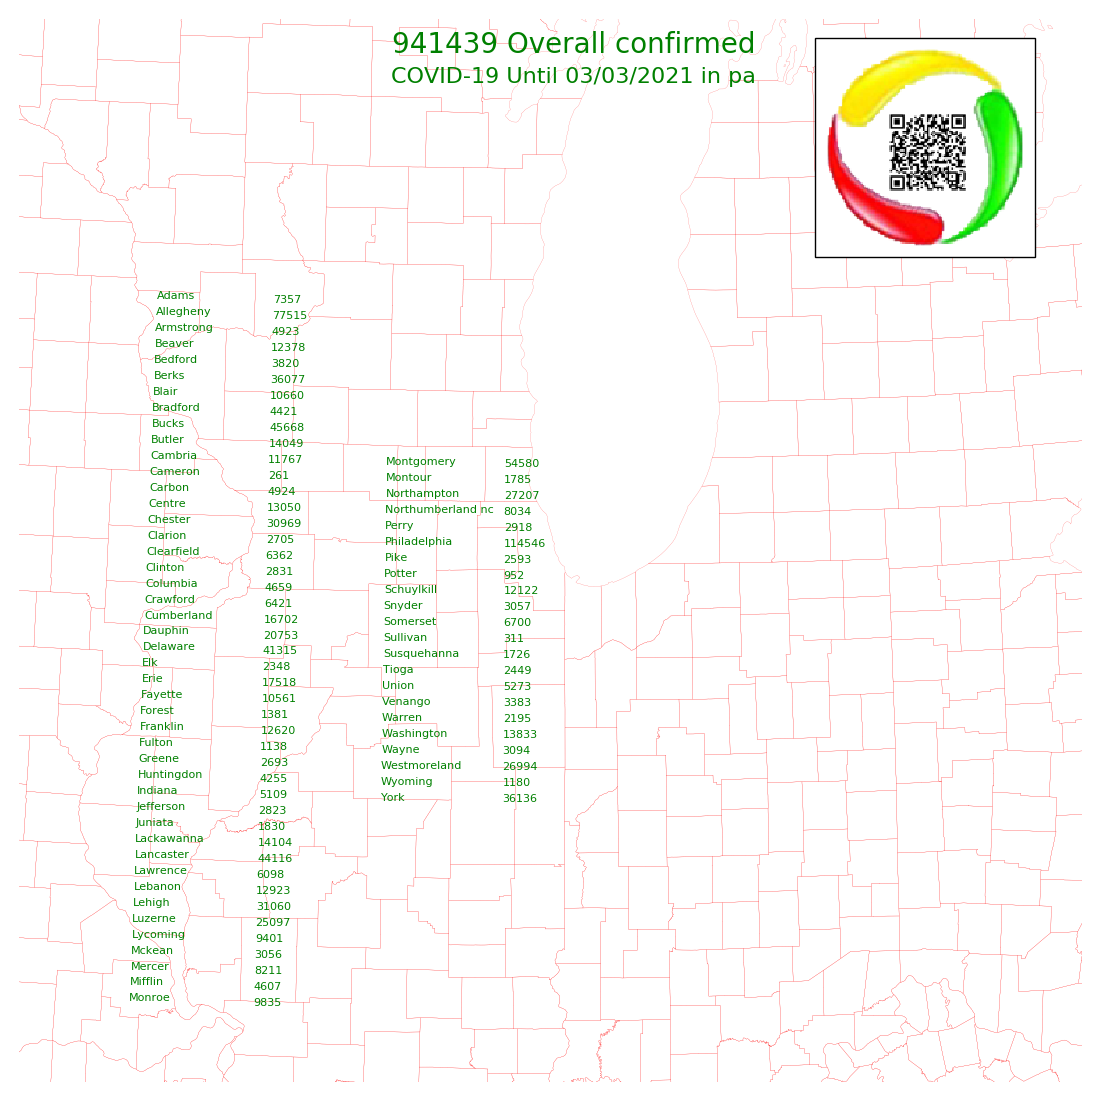 941439 Overall confirmed
COVID-19 Until 03/03/2021 in pa
Adams 7357
Allegheny 77515
Armstrong 4923
Beaver 12378
Bedford 3820
Berks 36077
Blair 10660
Bradford 4421
Bucks 45668
Butler 14049
Cambria 11767
Cameron 261
Carbon 4924
Centre 13050
Chester 30969
Clarion 2705
Clearfield 6362
Clinton 2831
Columbia 4659
Crawford 6421
Cumberland 16702
Dauphin 20753
Delaware 41315
Elk 2348
Erie 17518
Fayette 10561
Forest 1381
Franklin 12620
Fulton 1138
Greene 2693
Huntingdon 4255
Indiana 5109
Jefferson 2823
Juniata 1830
Lackawanna 14104
Lancaster 44116
Lawrence 6098
Lebanon 12923
Lehigh 31060
Luzerne 25097
Lycoming 9401
Mckean 3056
Mercer 8211
Mifflin 4607
Monroe 9835
Montgomery 54580
Montour 1785
Northampton 27207
Northumberland nc 8034
Perry 2918
Philadelphia 114546
Pike 2593
Potter 952
Schuylkill 12122
Snyder 3057
Somerset 6700
Sullivan 311
Susquehanna 1726
Tioga 2449
Union 5273
Venango 3383
Warren 2195
Washington 13833
Wayne 3094
Westmoreland 26994
Wyoming 1180
York 36136